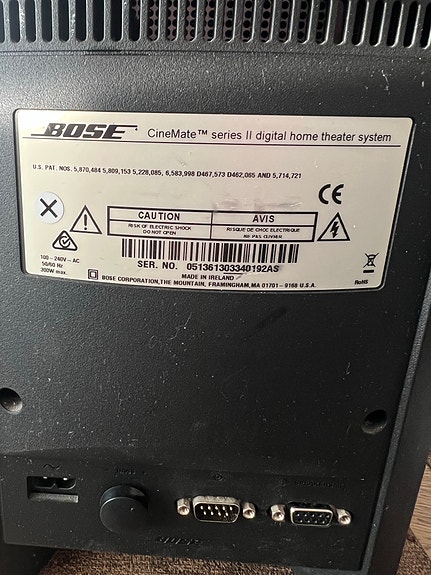 BOSE CineMate™ series II digital home theater system
U.S. PAT. NOS. 5,870,484 5,809,153 5,228,085, 6,583,998 D467,573 D462,065 AND 5,714,721
CE
CAUTION AVIS
RISK OF ELECTRIC SHOCK RISQUE DE CHOC ELECTRIQUE
DO NOT OPEN NE PAS OUVRIR
SER. NO. 051361303340192AS
100-240V~AC
50/60 Hz
300W max.
MADE IN IRELAND
BOSE CORPORATION, THE MOUNTAIN, FRAMINGHAM, MA 01701-9168 U.S.A.
RoHS
BOSE